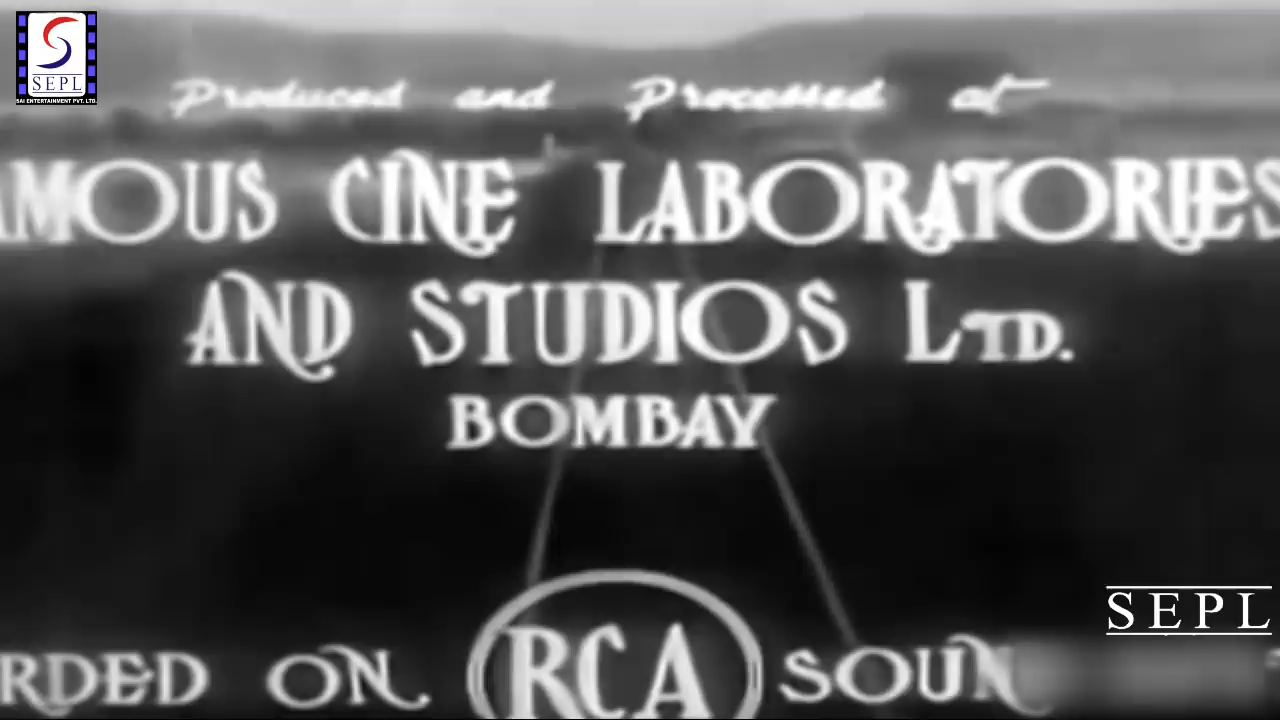 SEPL
SAI ENTERTAINMENT PVT. LTD.
Produced and Processed at
AMOUS CINE LABORATORIES
AND STUDIOS LTD.
BOMBAY
SEPL
RDED ON RCA SOUN